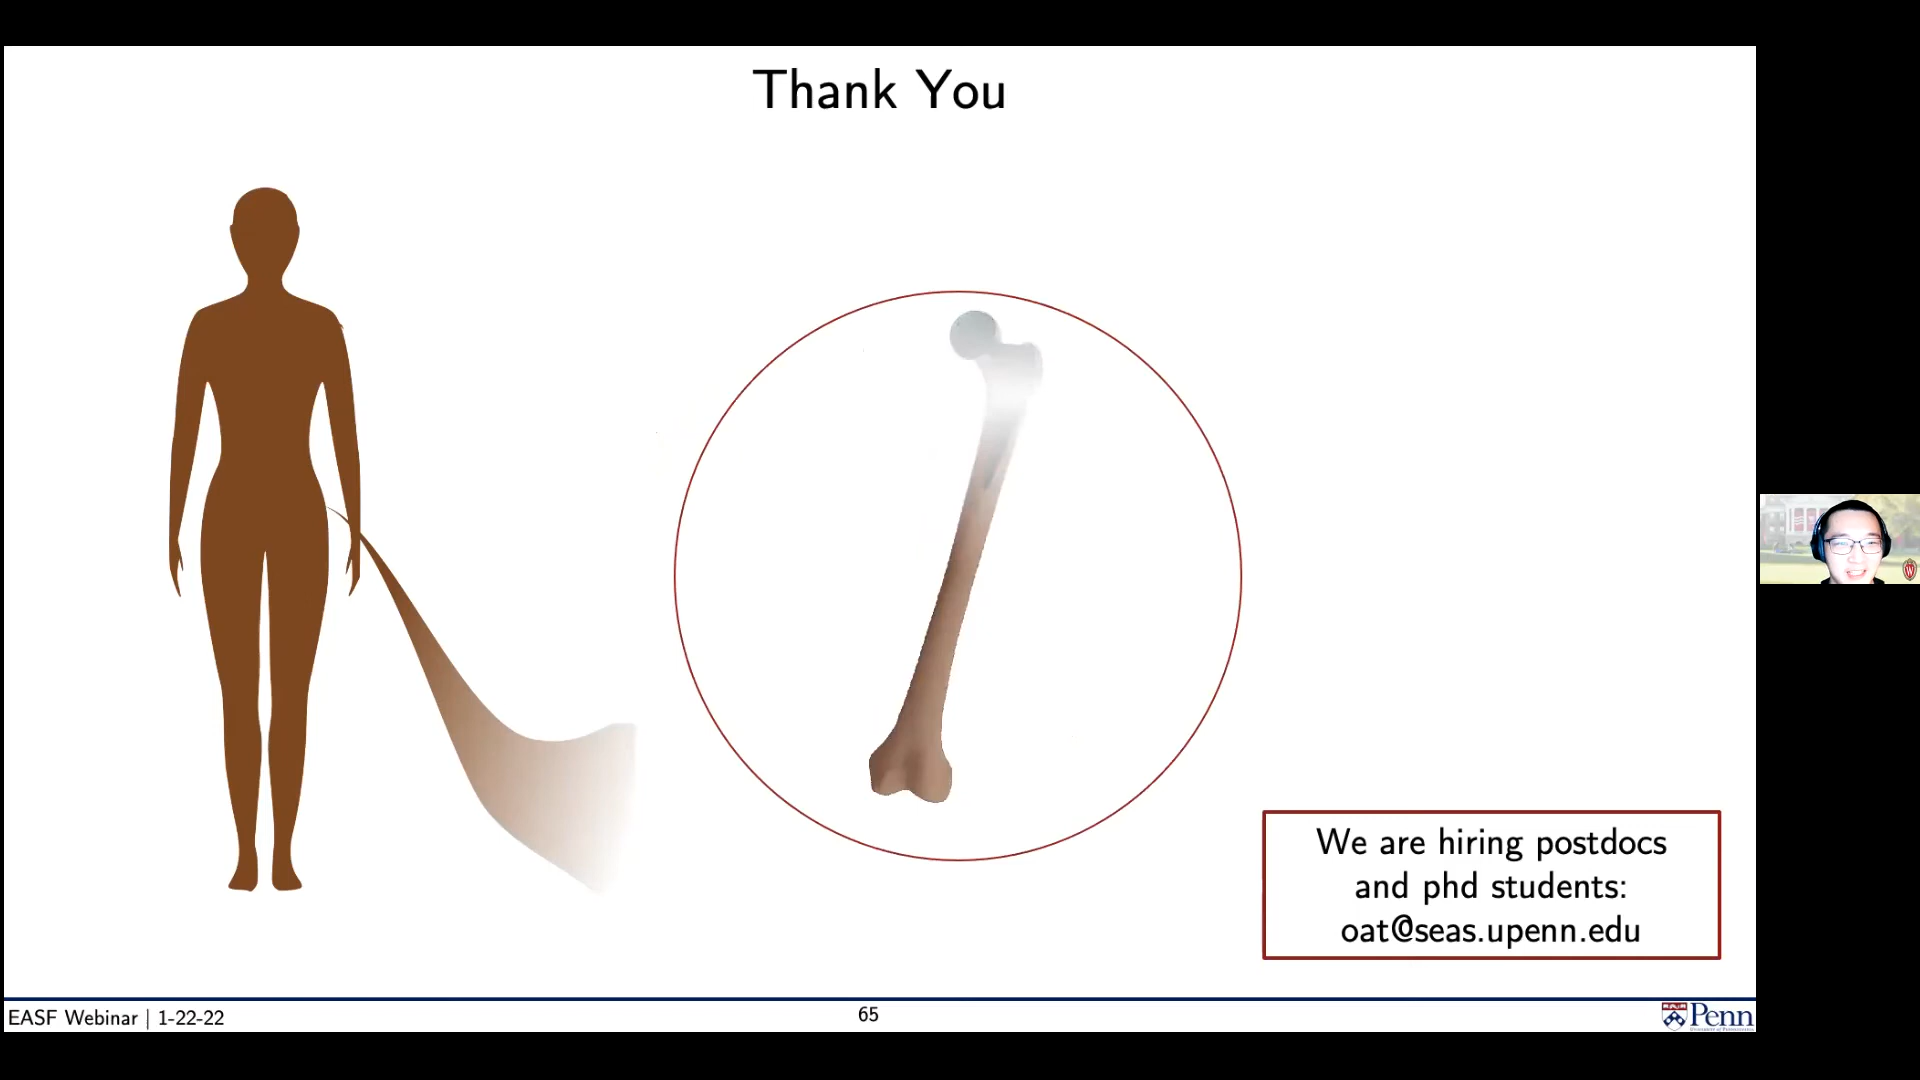 Thank You
We are hiring postdocs
and phd students:
oat@seas.upenn.edu
EASF Webinar | 1-22-22
65
Penn
W